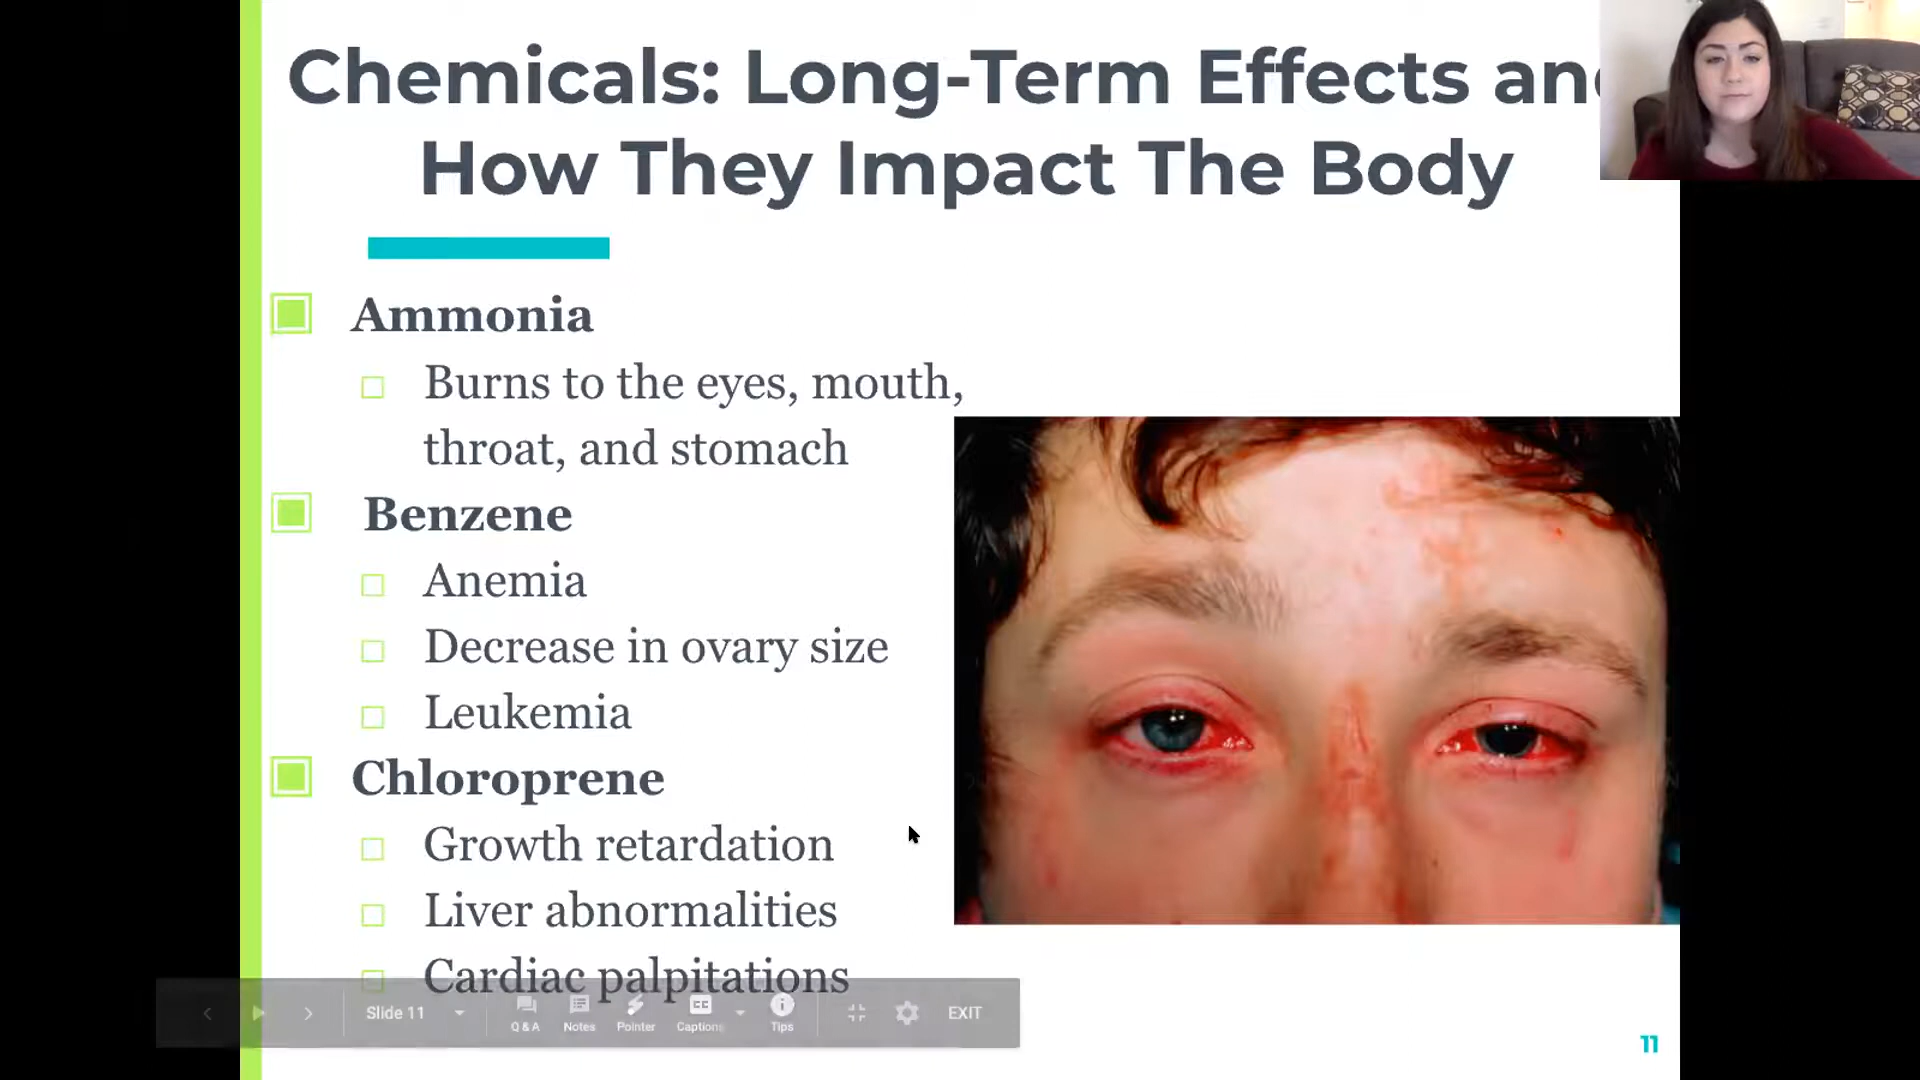 Chemicals: Long-Term Effects an
How They Impact The Body
Ammonia
Burns to the eyes, mouth,
throat, and stomach
Benzene
Anemia
Decrease in ovary size
Leukemia
Chloroprene
Growth retardation
Liver abnormalities
Cardiac palpitations
Slide 11
Q & A
Notes
Pointer
Captions
Tips
EXIT
11